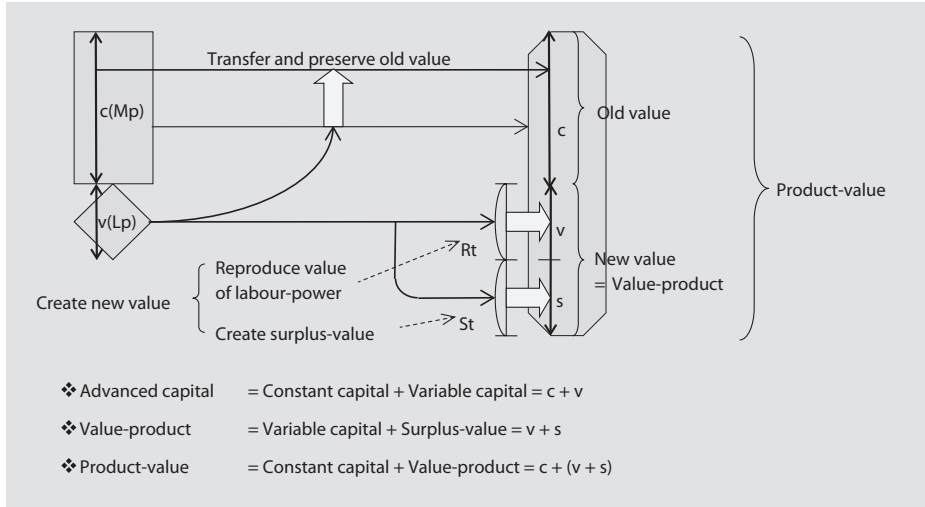 Transfer and preserve old value
c(Mp)
c
Old value
Product-value
v(Lp)
v
Rt
New value
= Value-product
Reproduce value
of labour-power
Create new value
s
St
Create surplus-value
❖ Advanced capital = Constant capital + Variable capital = c + v
❖ Value-product = Variable capital + Surplus-value = v + s
❖ Product-value = Constant capital + Value-product = c + (v + s)